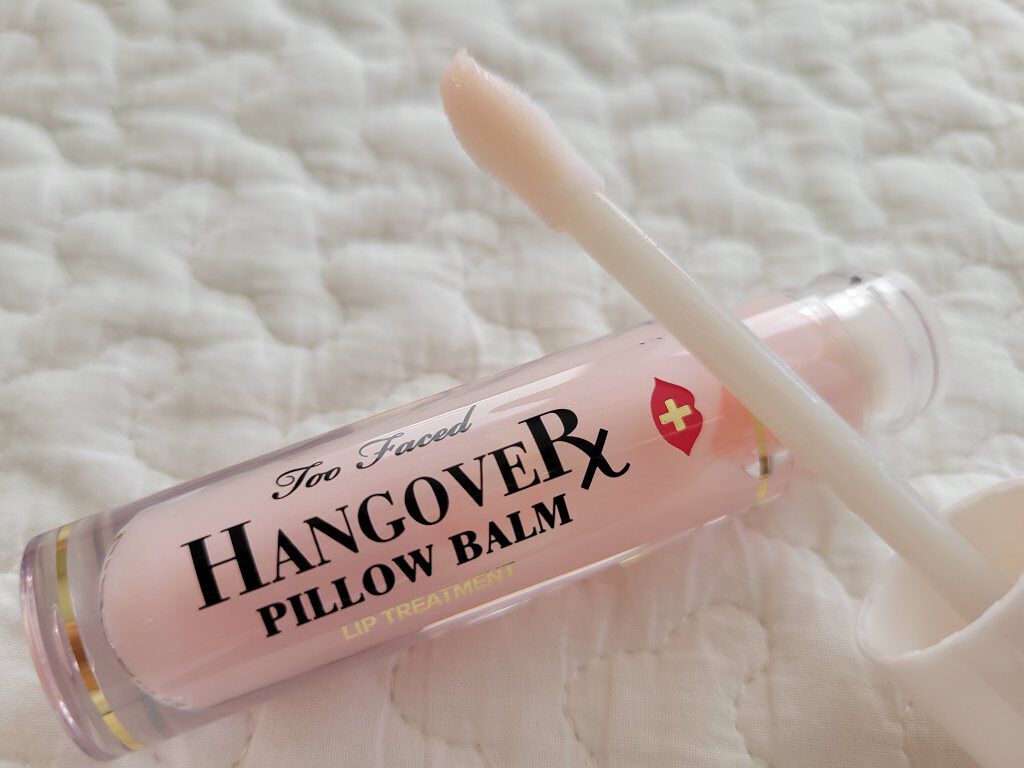 Too Faced
HANGOVERx
PILLOW BALM
LIP TREATMENT